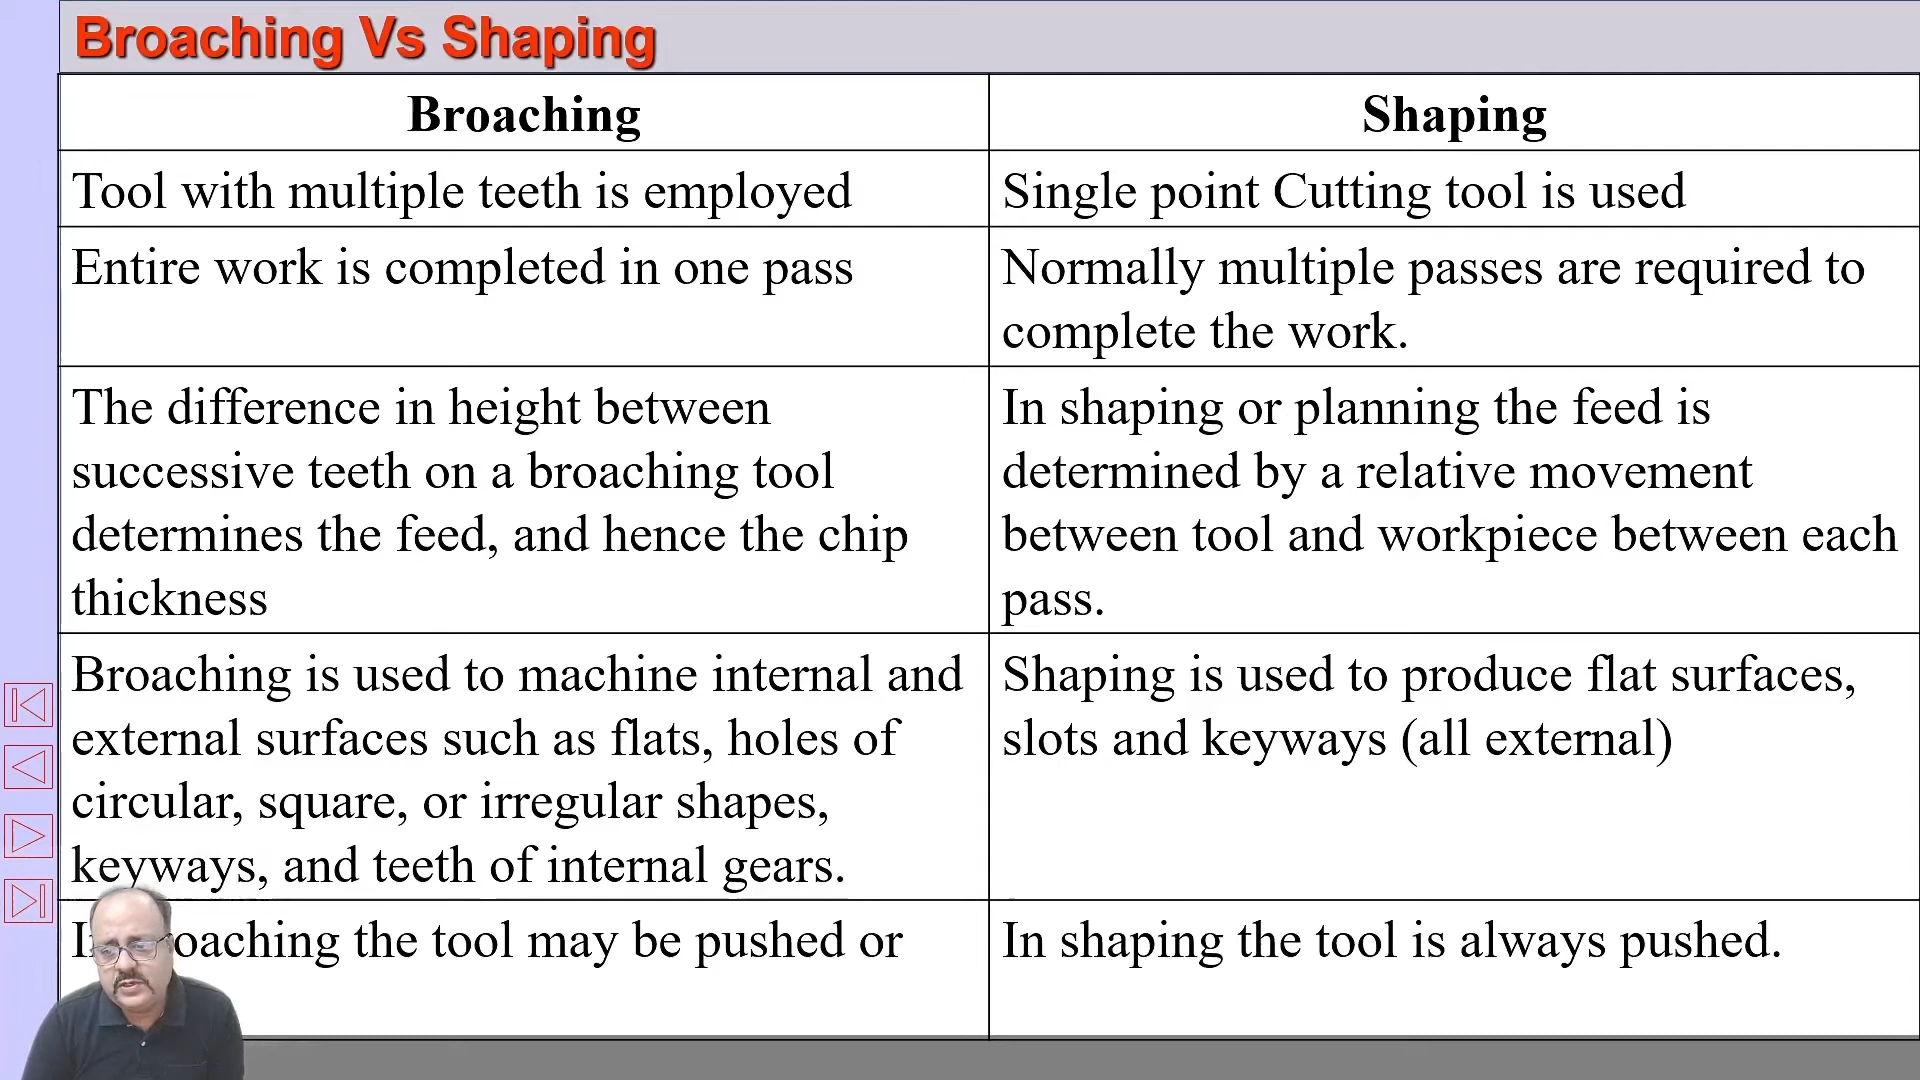 Broaching Vs Shaping
Broaching
Shaping
Tool with multiple teeth is employed
Single point Cutting tool is used
Entire work is completed in one pass
Normally multiple passes are required to
complete the work.
The difference in height between
successive teeth on a broaching tool
determines the feed, and hence the chip
thickness
In shaping or planning the feed is
determined by a relative movement
between tool and workpiece between each
pass.
Broaching is used to machine internal and
external surfaces such as flats, holes of
circular, square, or irregular shapes,
keyways, and teeth of internal gears.
Shaping is used to produce flat surfaces,
slots and keyways (all external)
the tool may be pushed or
In shaping the tool is always pushed.